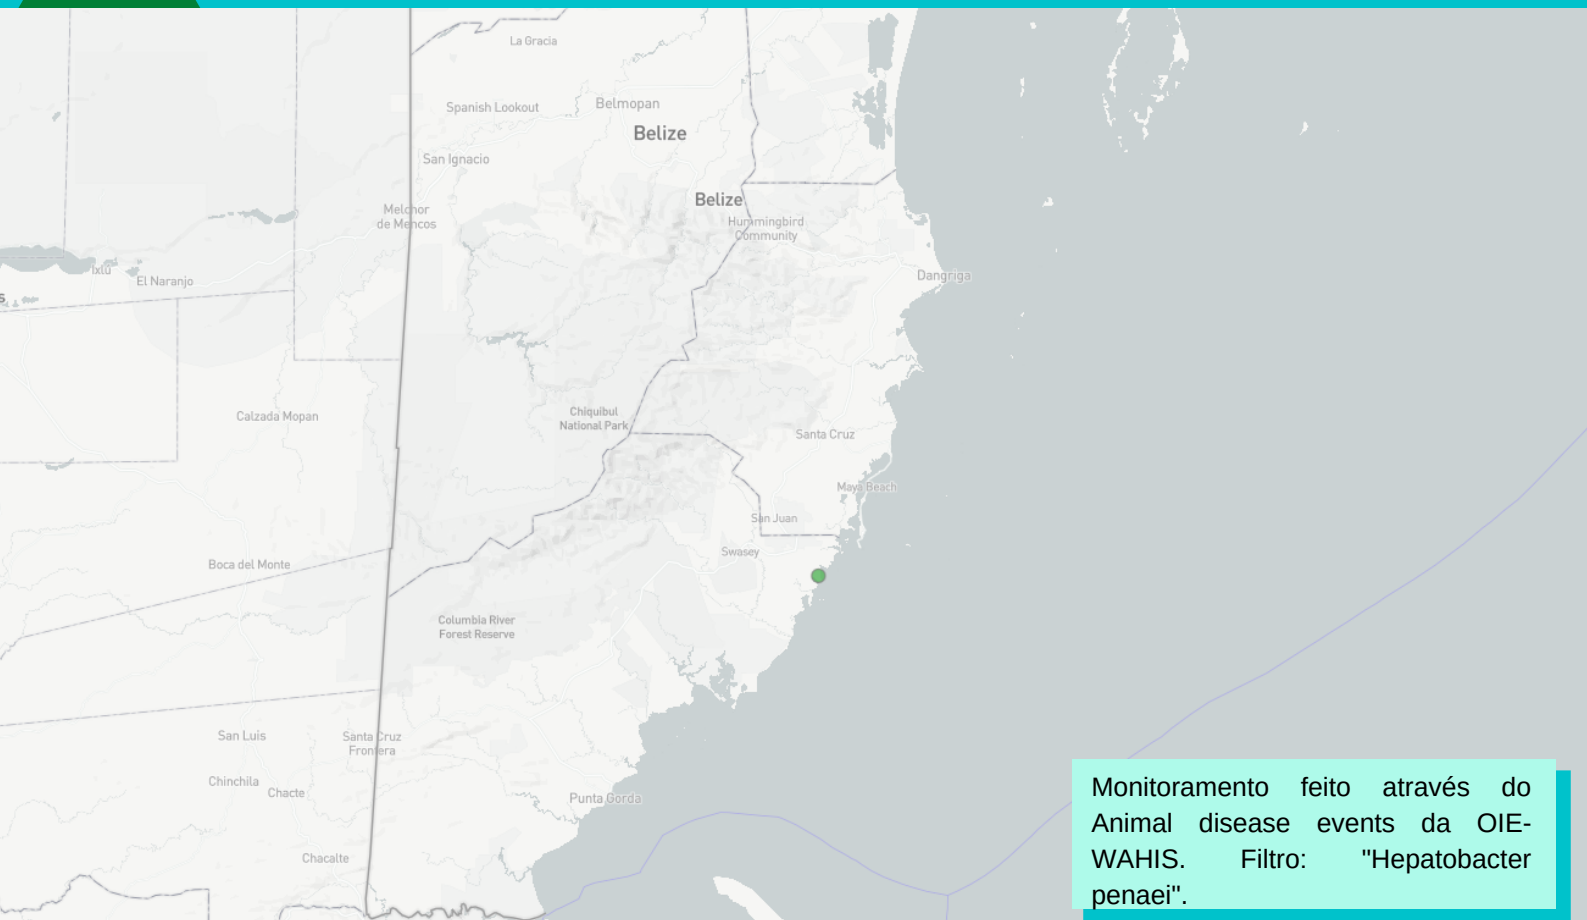 La Gracia
Spanish Lookout
Belmopan
Belize
San Ignacio
Belize
Melchor
de Mencos
Hummingbird
Community
Ixlú
El Naranjo
Dangriga
s
Calzada Mopan
Chiquibul
National Park
Santa Cruz
Maya Beach
San Juan
Swasey
Boca del Monte
Columbia River
Forest Reserve
San Luis
Santa Cruz
Frontera
Chinchila
Chacte
Punta Gorda
Chacalte
Monitoramento feito através do
Animal disease events da OIE-
WAHIS. Filtro: "Hepatobacter
penaei".